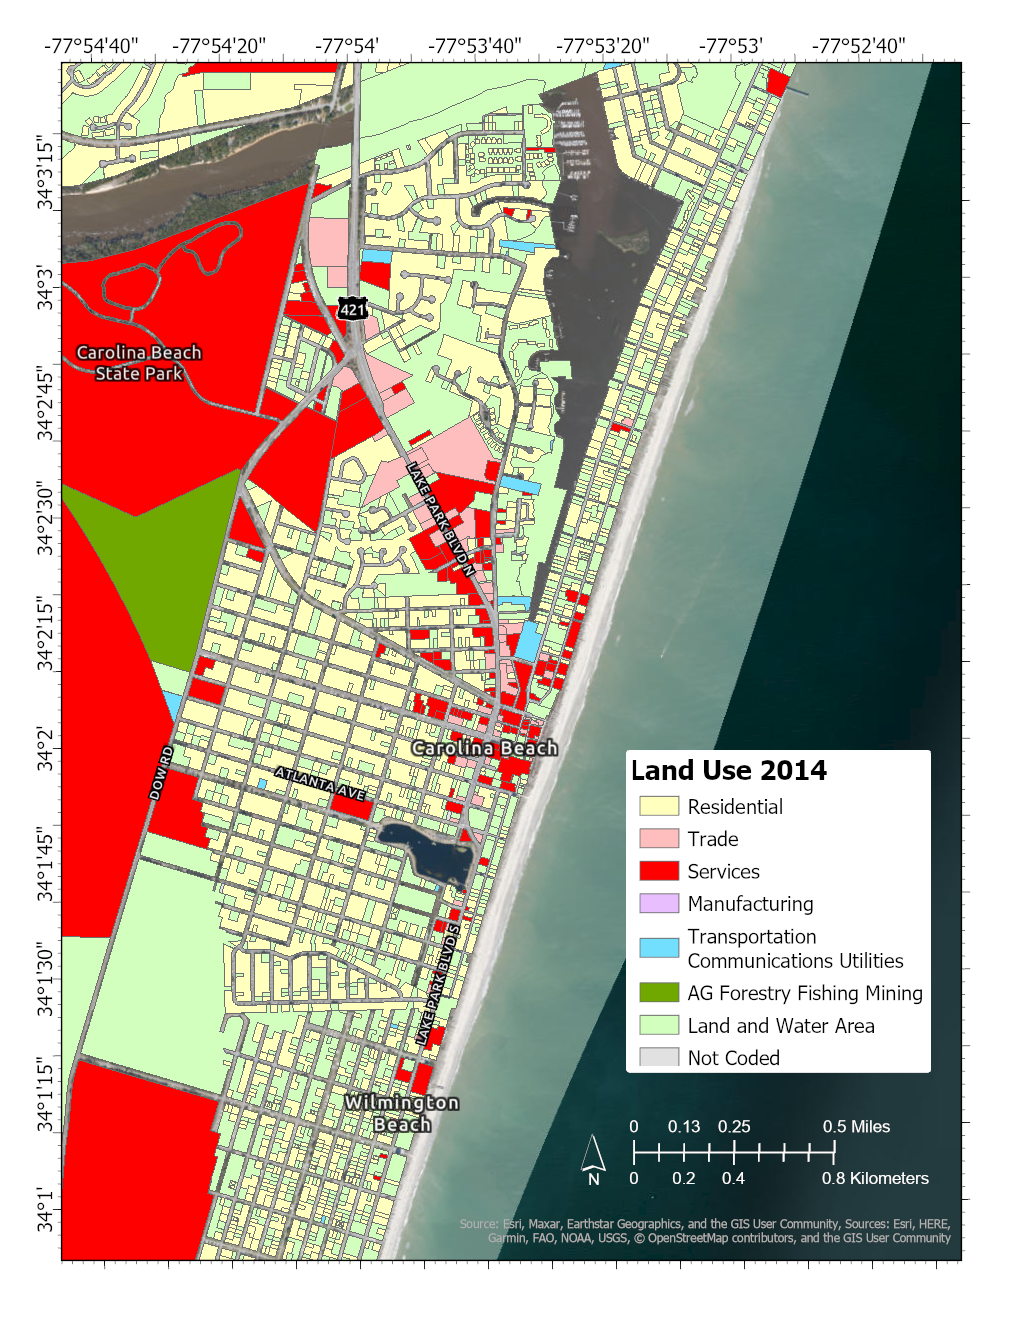 -77°54'40" -77°54'20" -77°54' -77°53'40" -77°53'20" -77°53' -77°52'40"
34°3'15"
34°3'
34°2'45"
34°2'30"
34°2'15"
34°2'
34°1'45"
34°1'30"
34°1'15"
34°1'
421
Carolina Beach
State Park
LAKE PARK BLVD N
Carolina Beach
DOW RD
ATLANTA AVE
LAKE PARK BLVD S
Wilmington
Beach
Land Use 2014
Residential
Trade
Services
Manufacturing
Transportation
Communications Utilities
AG Forestry Fishing Mining
Land and Water Area
Not Coded
0 0.13 0.25 0.5 Miles
0 0.2 0.4 0.8 Kilometers
N
Source: Esri, Maxar, Earthstar Geographics, and the GIS User Community, Sources: Esri, HERE,
Garmin, FAO, NOAA, USGS, © OpenStreetMap contributors, and the GIS User Community